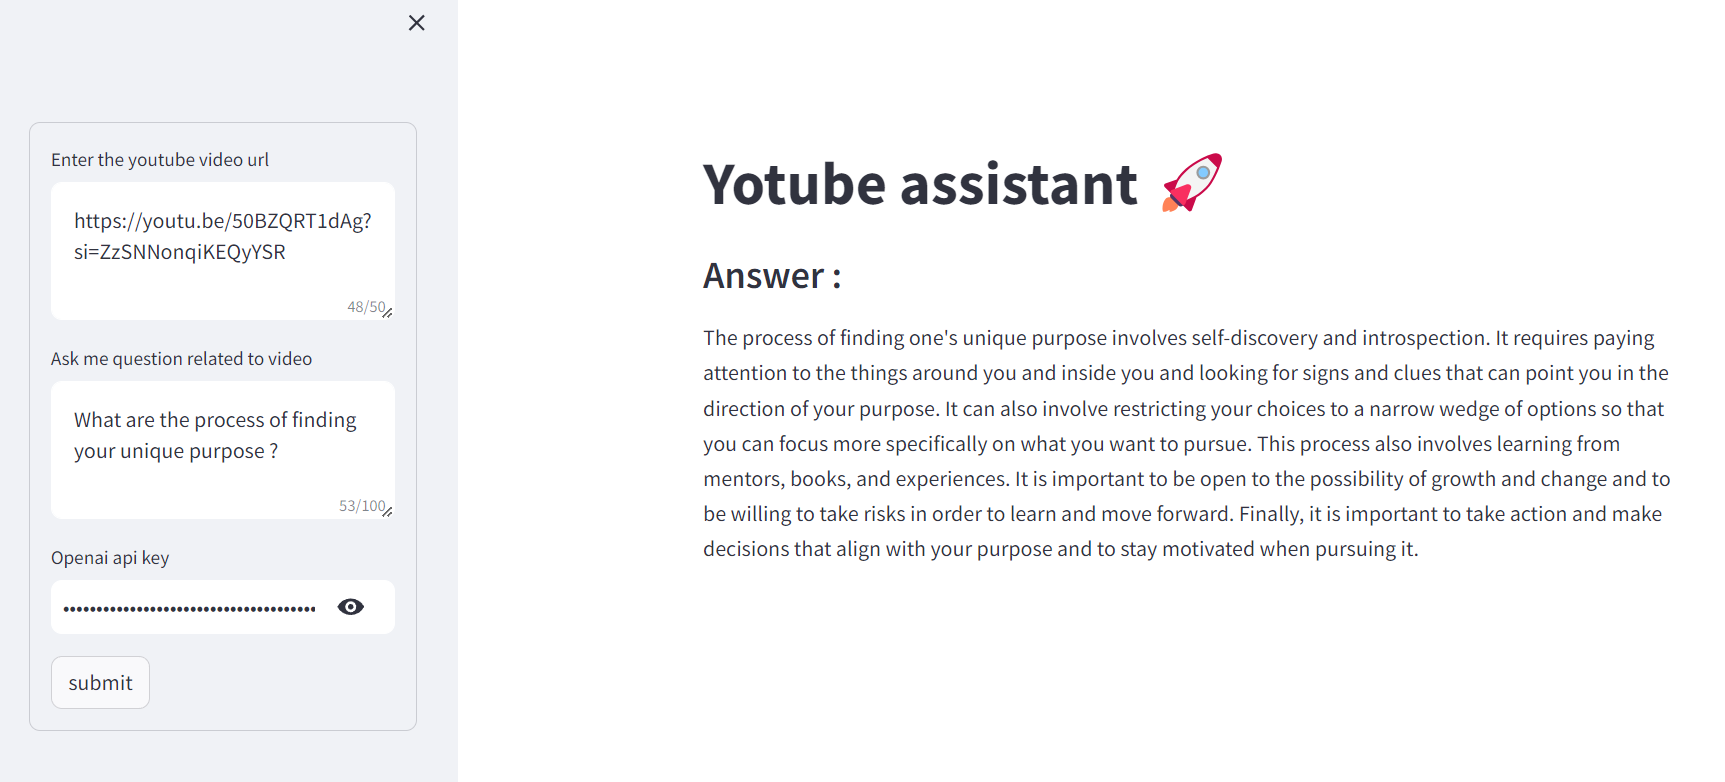 Enter the youtube video url
https://youtu.be/50BZQRT1dAg?
si=ZzSNNonqiKEQyYSR
48/50
Ask me question related to video
What are the process of finding
your unique purpose ?
53/100
Openai api key
submit
Yotube assistant 🚀
Answer :
The process of finding one's unique purpose involves self-discovery and introspection. It requires paying
attention to the things around you and inside you and looking for signs and clues that can point you in the
direction of your purpose. It can also involve restricting your choices to a narrow wedge of options so that
you can focus more specifically on what you want to pursue. This process also involves learning from
mentors, books, and experiences. It is important to be open to the possibility of growth and change and to
be willing to take risks in order to learn and move forward. Finally, it is important to take action and make
decisions that align with your purpose and to stay motivated when pursuing it.